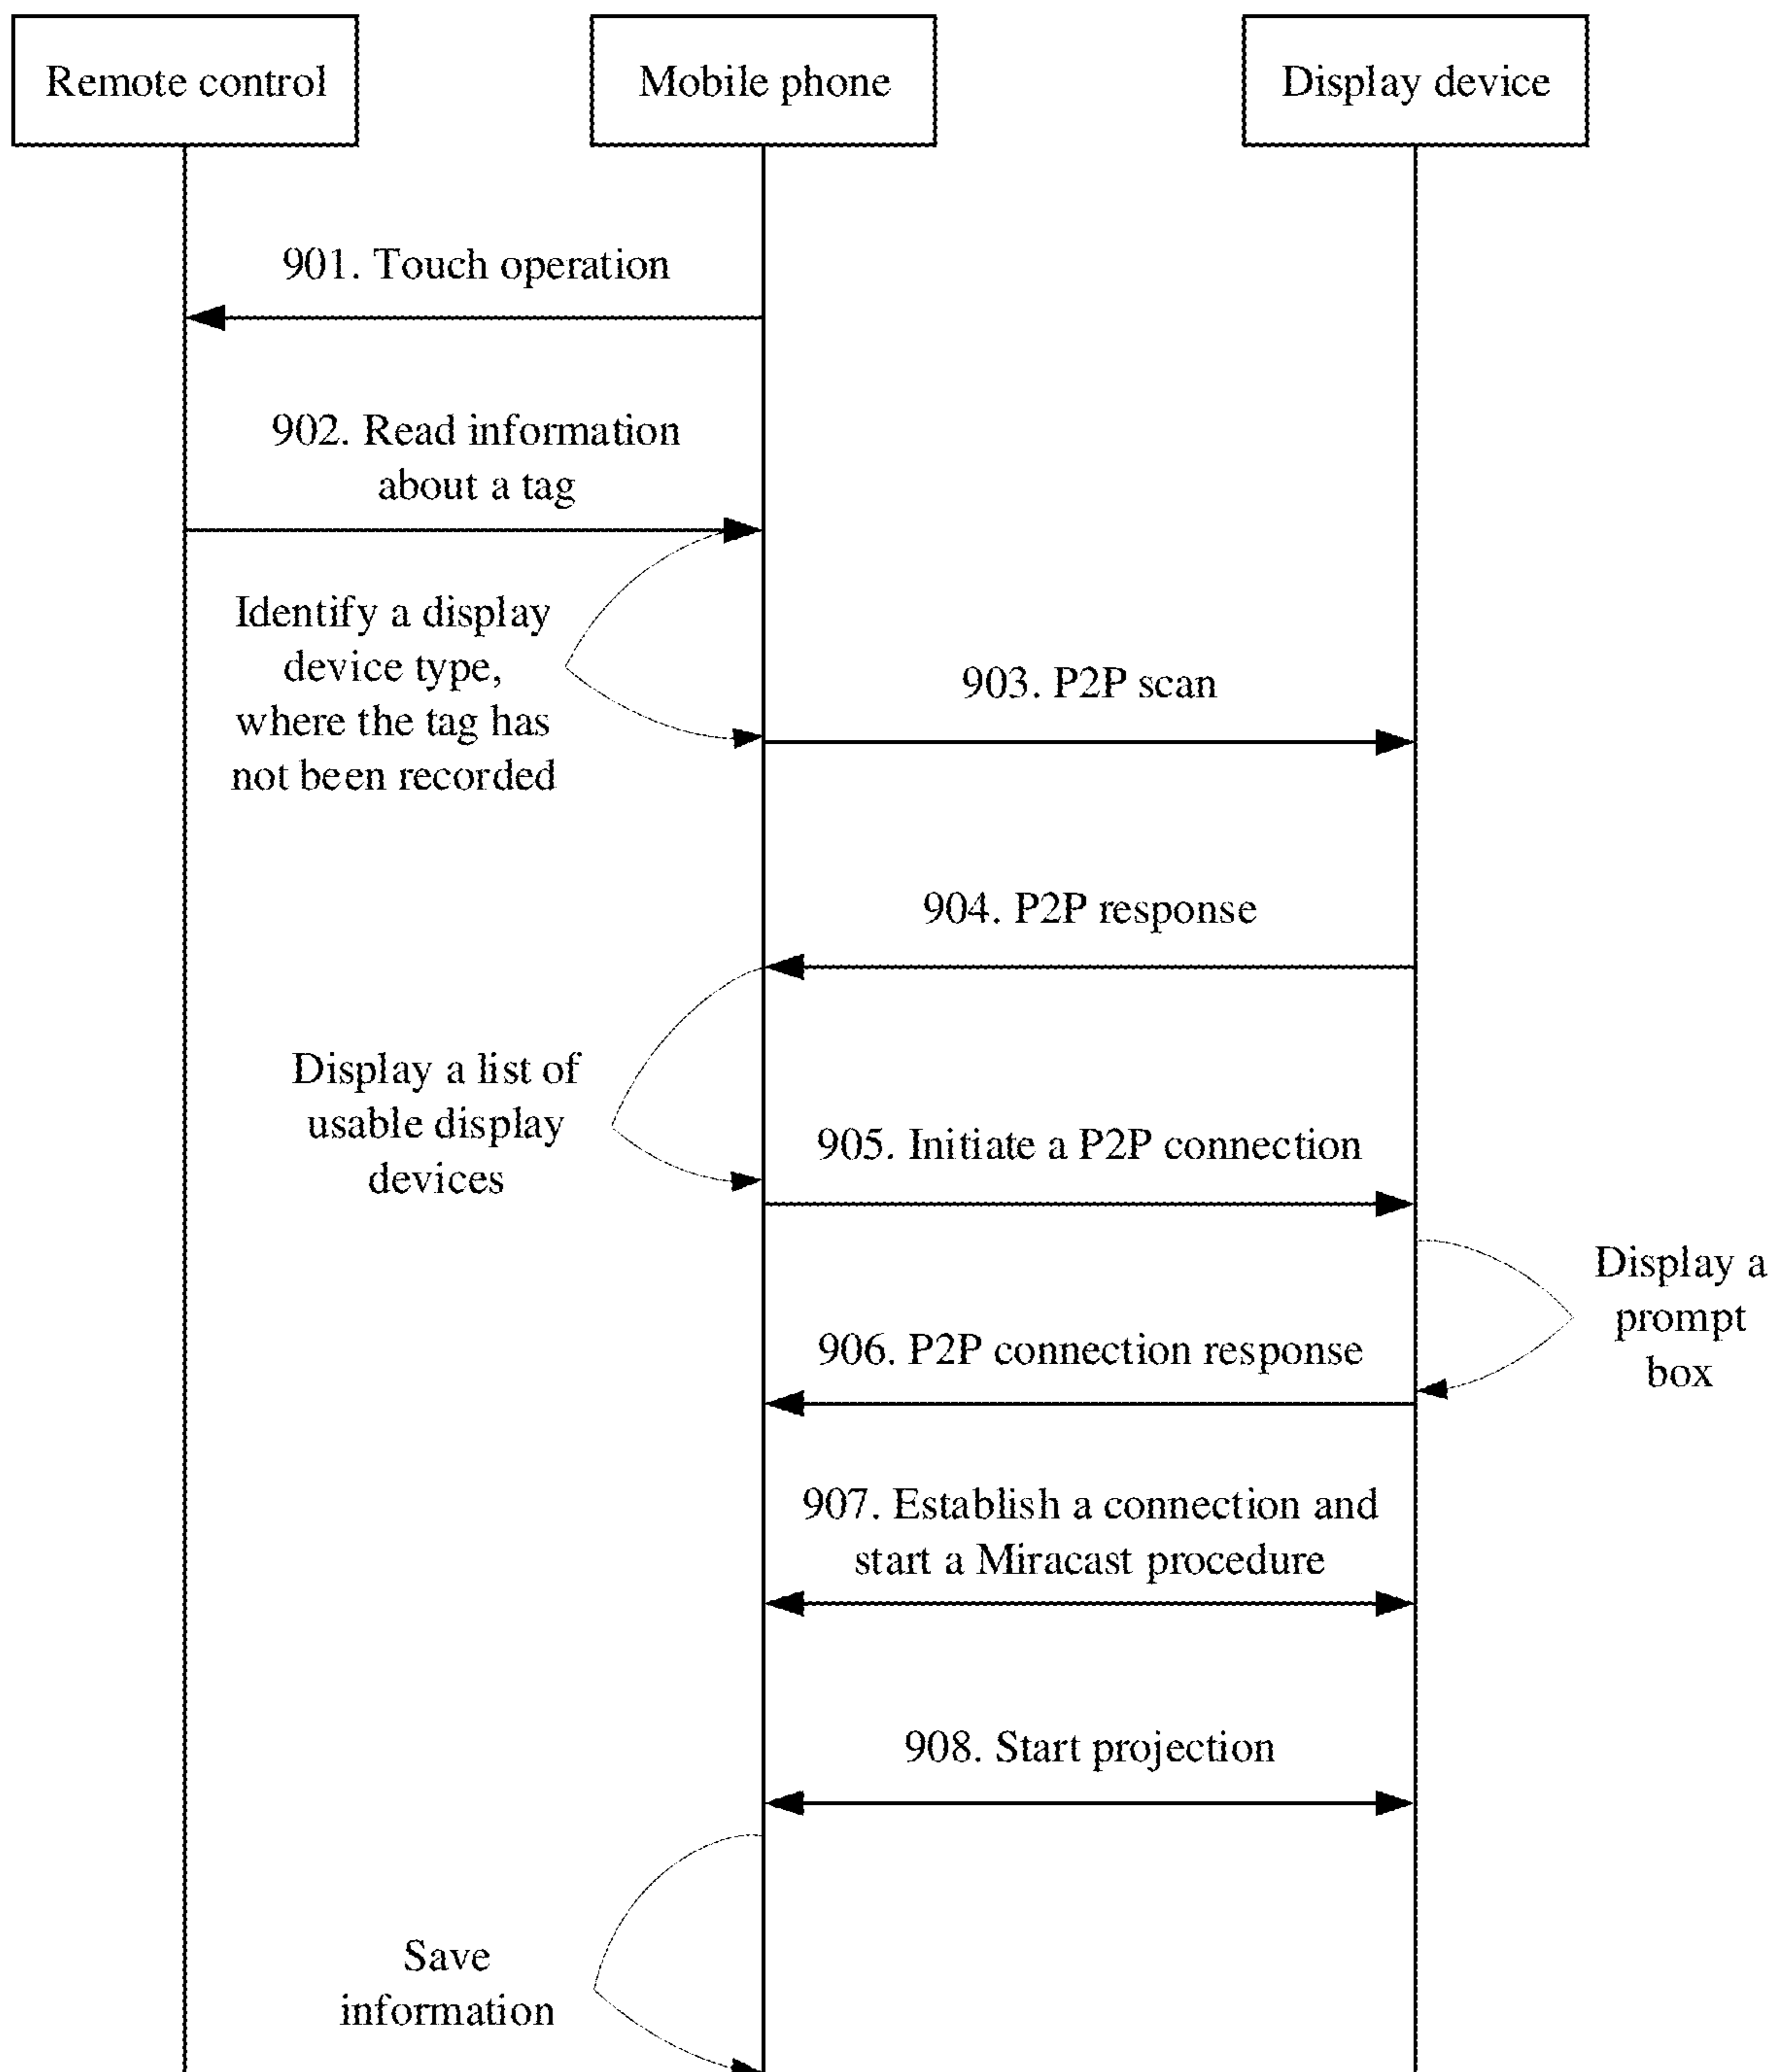 Remote control
Mobile phone
Display device
901. Touch operation
902. Read information
about a tag
Identify a display
device type,
where the tag has
not been recorded
903. P2P scan
904. P2P response
Display a list of
usable display
devices
905. Initiate a P2P connection
Display a
prompt
box
906. P2P connection response
907. Establish a connection and
start a Miracast procedure
908. Start projection
Save
information